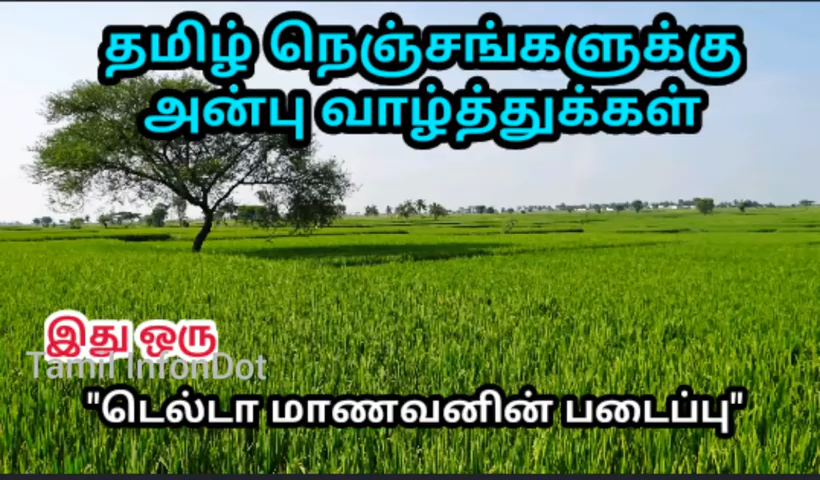 தமிழ் நெஞ்சங்களுக்கு
அன்பு வாழ்த்துக்கள்
இது ஒரு
Tamil InfonDot
"டெல்டா மாணவனின் படைப்பு"